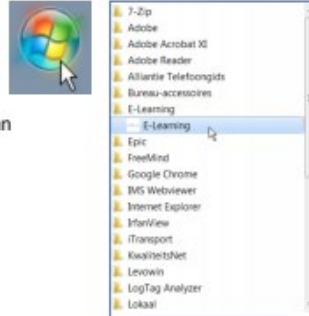 an
7-Zip
Adobe
Adobe Acrobat XI
Adobe Reader
Alliantie Telefoongids
Bureau-accessoires
E-Learning
E-Learning
Epic
FreeMind
Google Chrome
IMS Webviewer
Internet Explorer
IrfanView
iTransport
KwaliteitsNet
Levowin
LogTag Analyzer
Lokaal